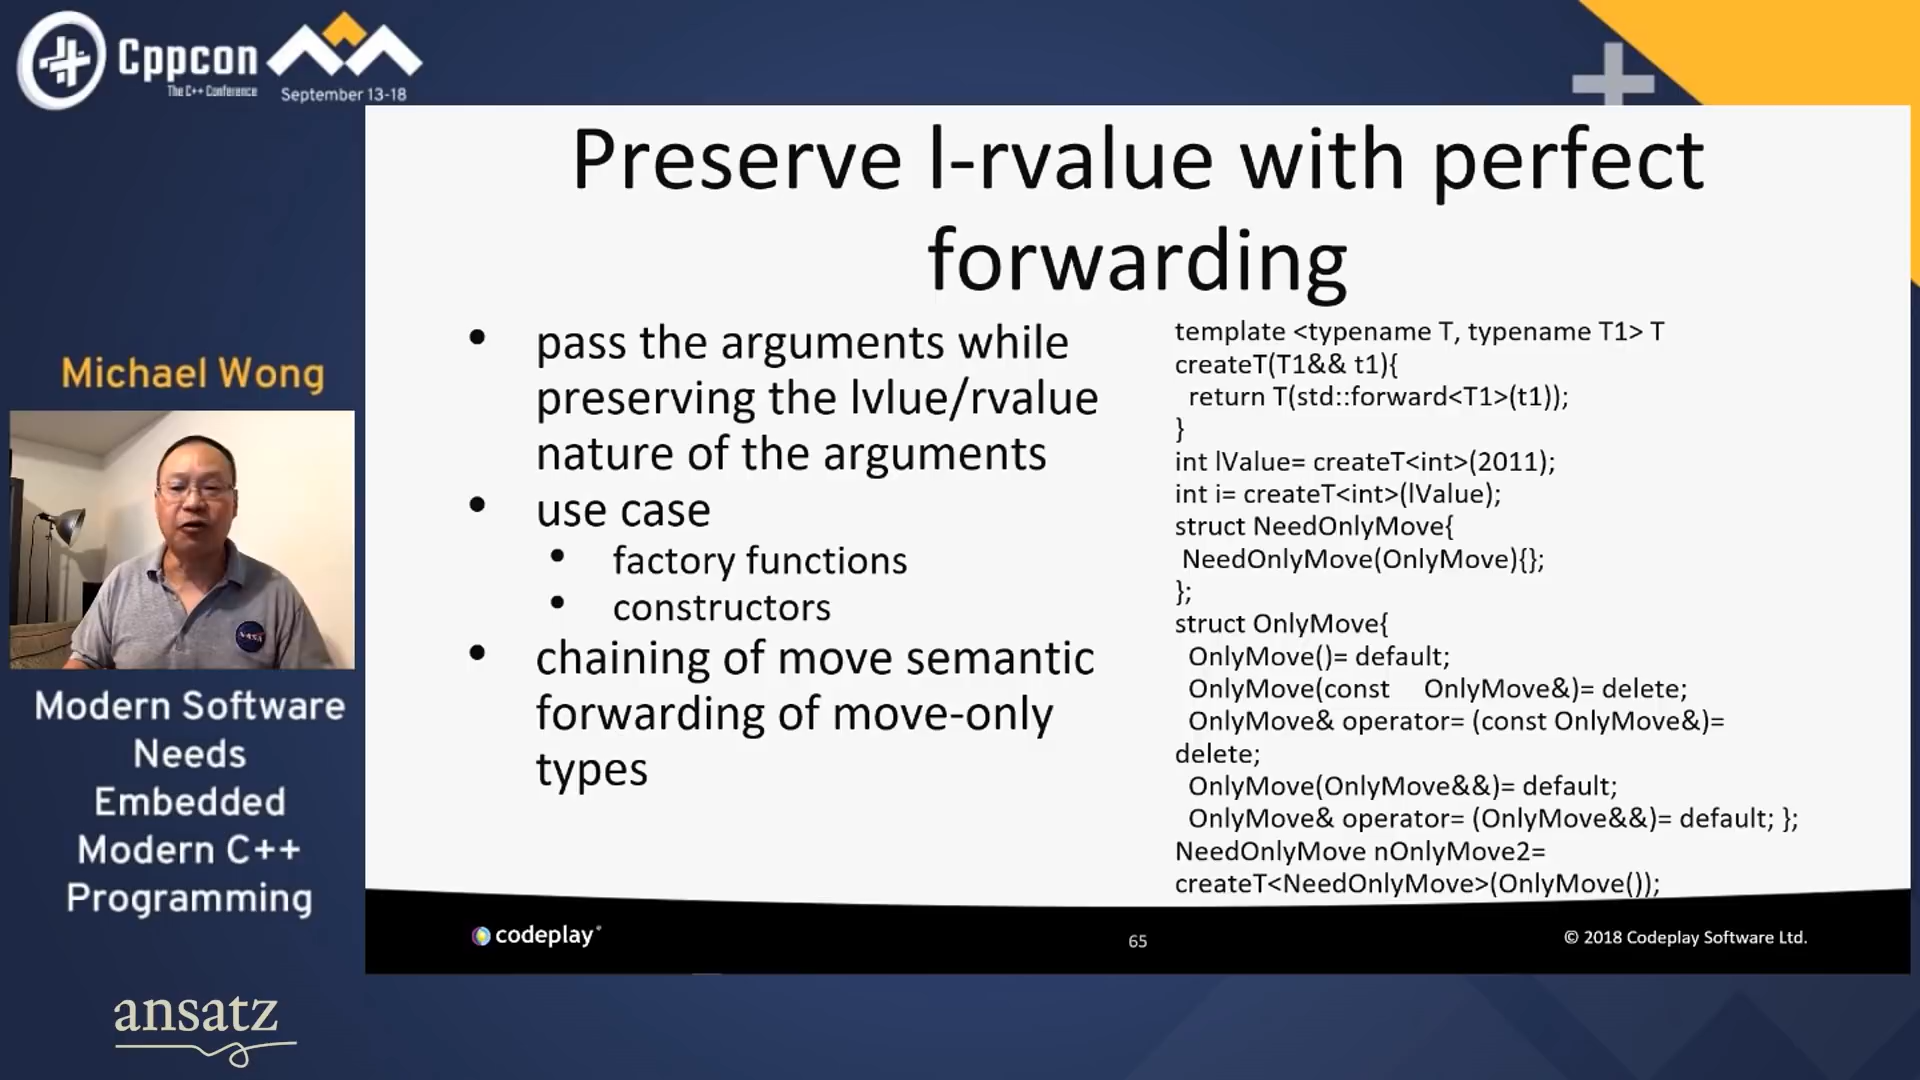 Cppcon
The C++ Conference
September 13-18
Preserve l-rvalue with perfect
forwarding
Michael Wong
Modern Software
Needs
Embedded
Modern C++
Programming
• pass the arguments while
preserving the lvlue/rvalue
nature of the arguments
• use case
• factory functions
• constructors
• chaining of move semantic
forwarding of move-only
types
template <typename T, typename T1> T
createT(T1&& t1){
return T(std::forward<T1>(t1));
}
int lValue= createT<int>(2011);
int i= createT<int>(lValue);
struct NeedOnlyMove{
NeedOnlyMove(OnlyMove){};
};
struct OnlyMove{
OnlyMove()= default;
OnlyMove(const OnlyMove&)= delete;
OnlyMove& operator= (const OnlyMove&)=
delete;
OnlyMove(OnlyMove&&)= default;
OnlyMove& operator= (OnlyMove&&)= default; };
NeedOnlyMove nOnlyMove2=
createT<NeedOnlyMove>(OnlyMove());
NASA
codeplay
65
© 2018 Codeplay Software Ltd.
ansatz